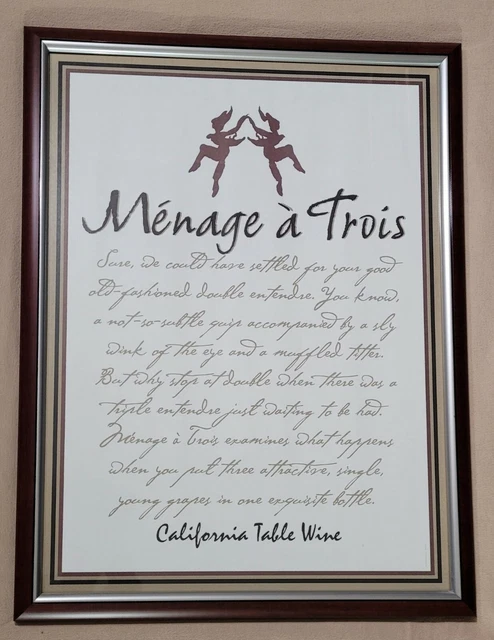 Ménage à Trois
Sure, we could have settled for your good
old-fashioned double entendre. You know,
a not-so-subtle quip accompanied by a sly
wink of the eye and a muffled titter.
But why stop at double when there was a
triple entendre just waiting to be had.
Ménage à Trois examines what happens
when you put three attractive, single,
young grapes in one exquisite bottle.
California Table Wine